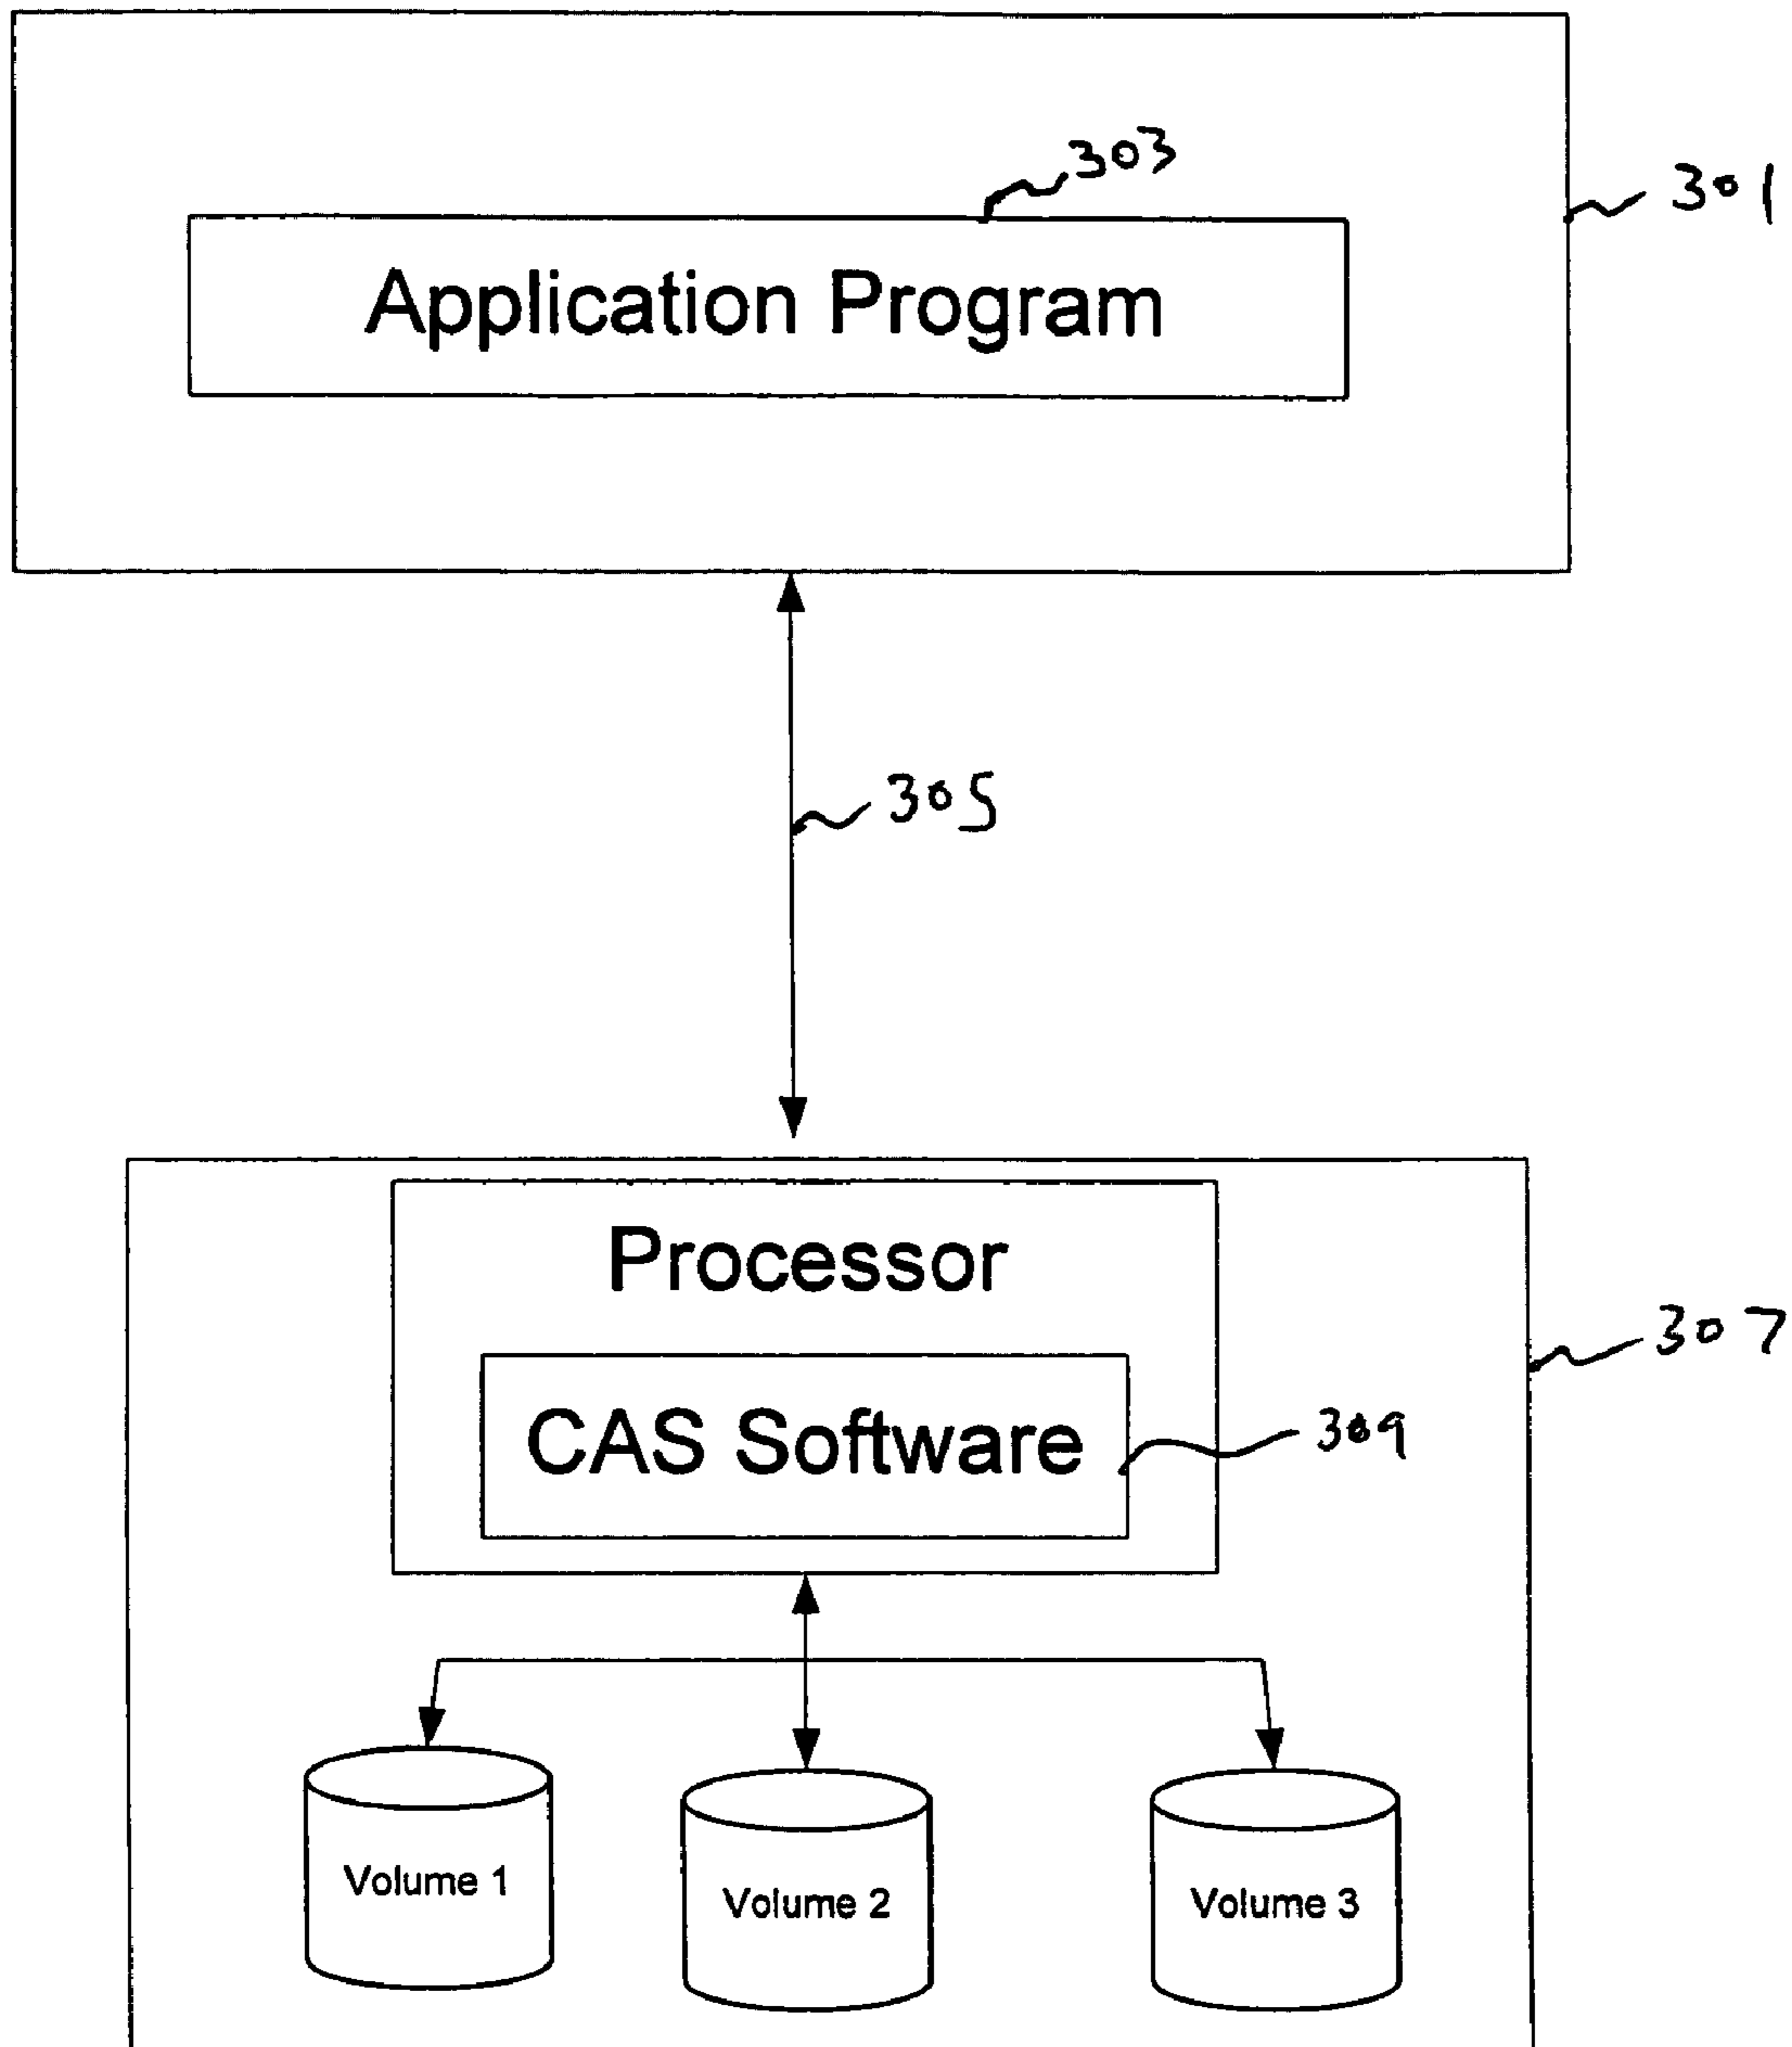 303
301
Application Program
305
Processor
307
CAS Software
309
Volume 1
Volume 2
Volume 3